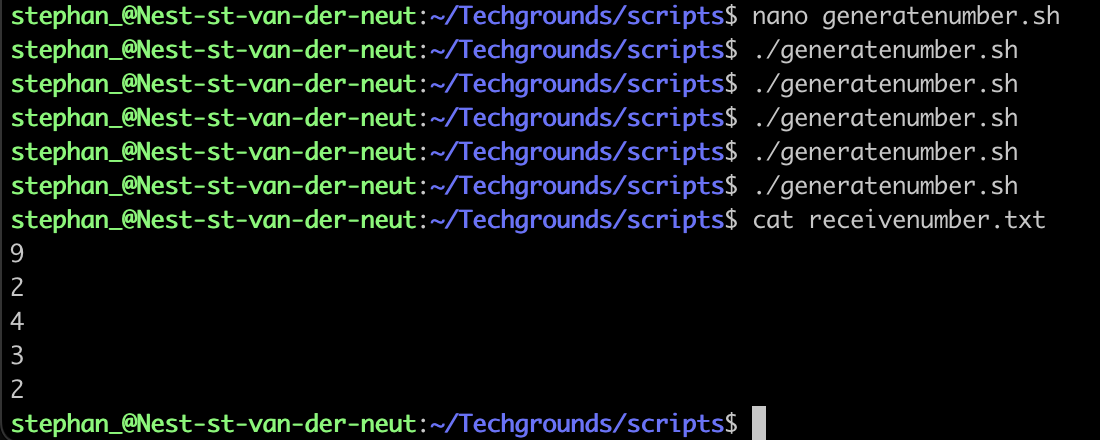 stephan_@Nest-st-van-der-neut:~/Techgrounds/scripts$ nano generatenumber.sh
stephan_@Nest-st-van-der-neut:~/Techgrounds/scripts$ ./generatenumber.sh
stephan_@Nest-st-van-der-neut:~/Techgrounds/scripts$ ./generatenumber.sh
stephan_@Nest-st-van-der-neut:~/Techgrounds/scripts$ ./generatenumber.sh
stephan_@Nest-st-van-der-neut:~/Techgrounds/scripts$ ./generatenumber.sh
stephan_@Nest-st-van-der-neut:~/Techgrounds/scripts$ ./generatenumber.sh
stephan_@Nest-st-van-der-neut:~/Techgrounds/scripts$ cat receivenumber.txt
9
2
4
3
2
stephan_@Nest-st-van-der-neut:~/Techgrounds/scripts$